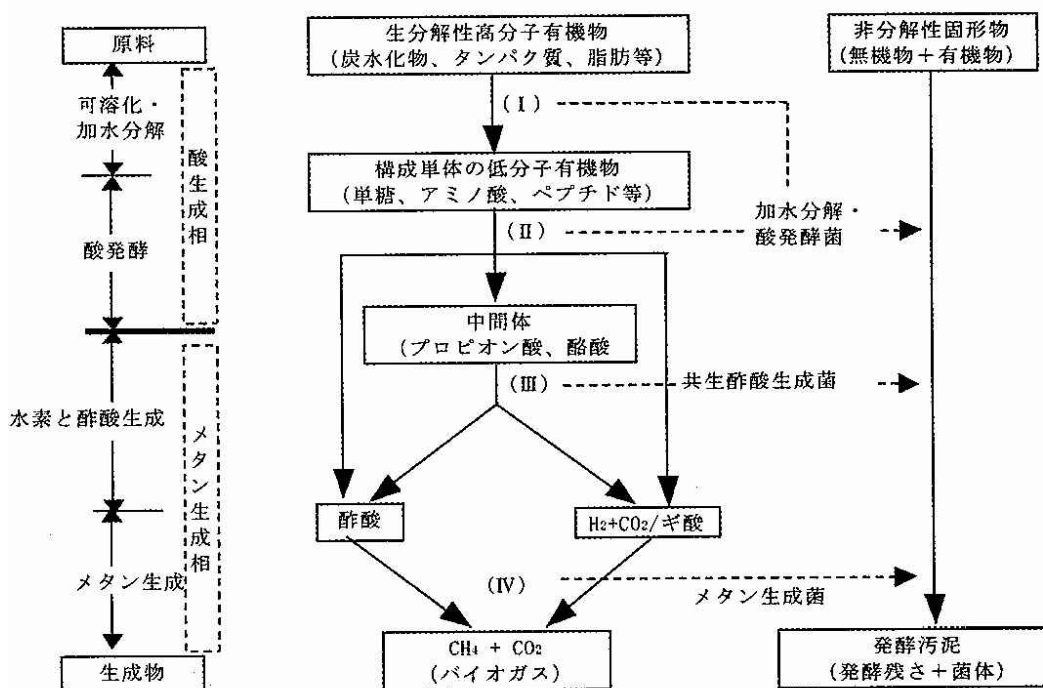 原料
可溶化・
加水分解
酸発酵
水素と酢酸生成
メタン生成
生成物
酸生成相
メタン生成相
生分解性高分子有機物
(炭水化物、タンパク質、脂肪等)
(I)
構成単体の低分子有機物
(単糖、アミノ酸、ペプチド等)
(II)
加水分解・
酸発酵菌
中間体
(プロピオン酸、酪酸
(III)
共生酢酸生成菌
酢酸
H₂+CO₂/ギ酸
(IV)
メタン生成菌
CH₄ + CO₂
(バイオガス)
非分解性固形物
(無機物+有機物)
発酵汚泥
(発酵残さ+菌体)